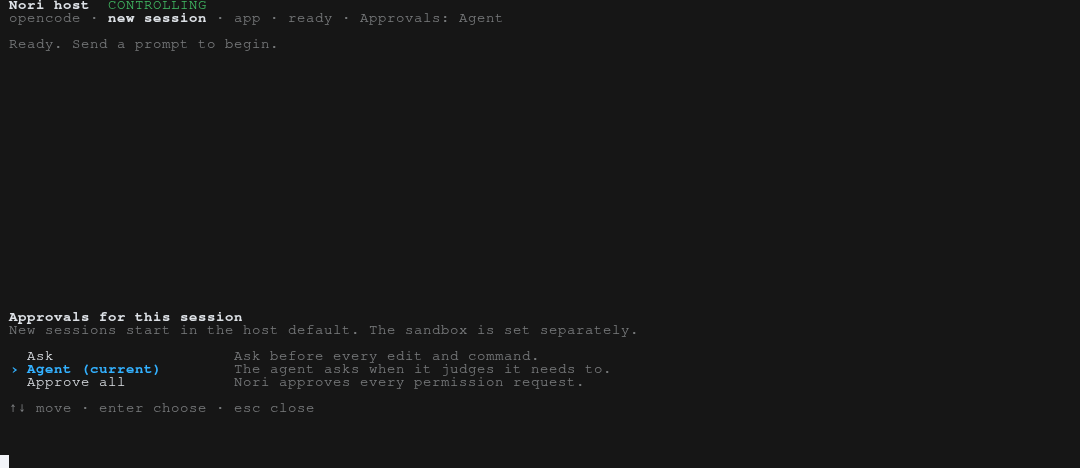 Nori host  CONTROLLING
opencode · new session · app · ready · Approvals: Agent
Ready. Send a prompt to begin.
Approvals for this session
New sessions start in the host default. The sandbox is set separately.
Ask                    Ask before every edit and command.
› Agent (current)        The agent asks when it judges it needs to.
Approve all            Nori approves every permission request.
↑↓ move · enter choose · esc close